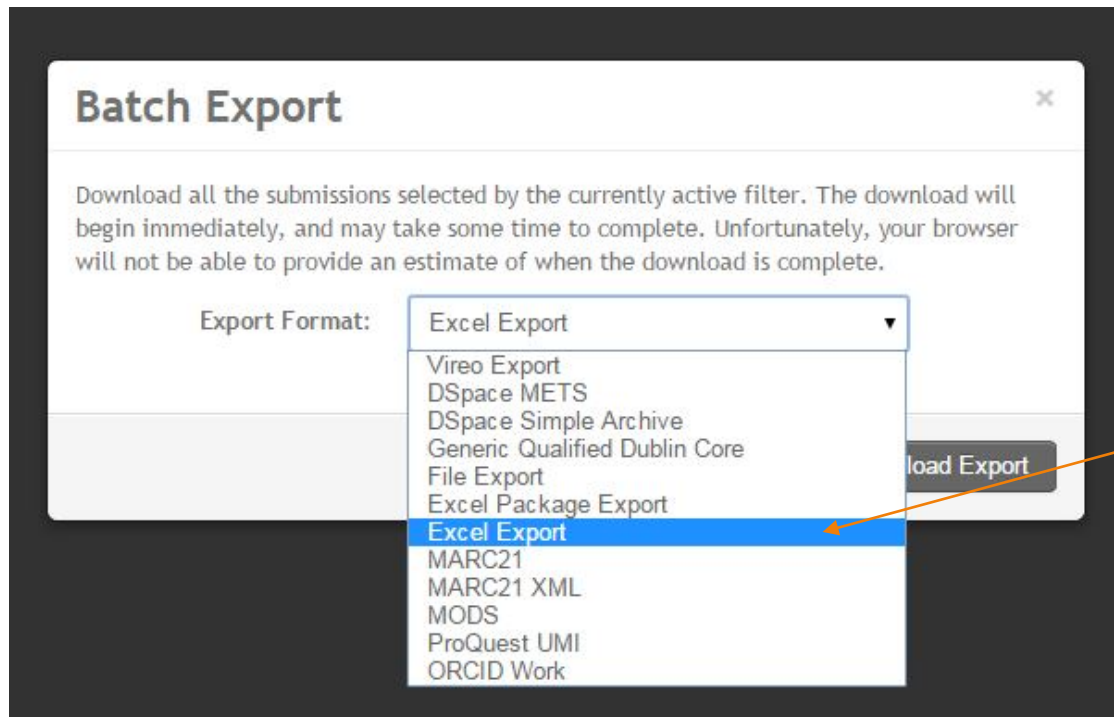 Batch Export
×
Download all the submissions selected by the currently active filter. The download will
begin immediately, and may take some time to complete. Unfortunately, your browser
will not be able to provide an estimate of when the download is complete.
Export Format:
Excel Export
Vireo Export
DSpace METS
DSpace Simple Archive
Generic Qualified Dublin Core
File Export
Excel Package Export
Excel Export
MARC21
MARC21 XML
MODS
ProQuest UMI
ORCID Work
load Export